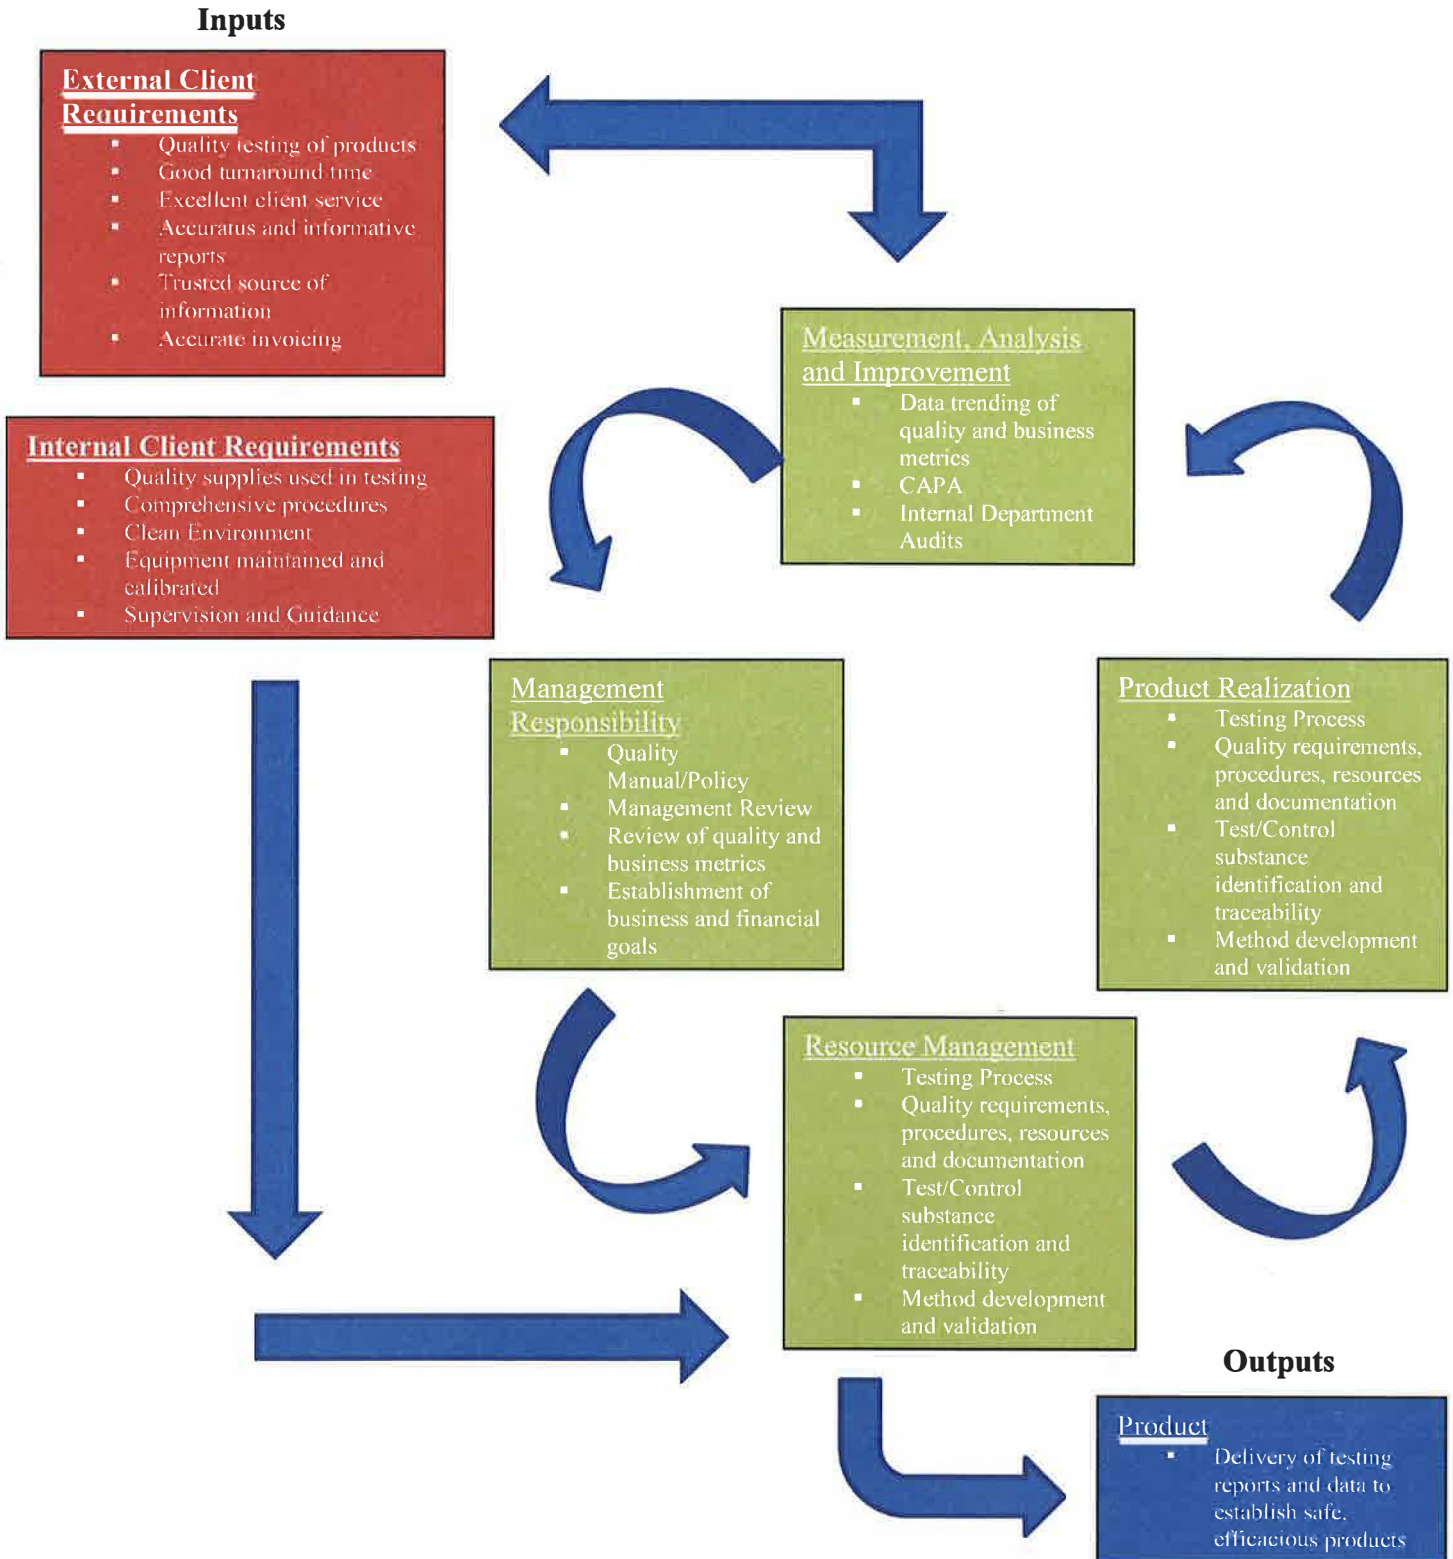 Inputs
External Client
Requirements
▪ Quality testing of products
▪ Good turnaround time
▪ Excellent client service
▪ Accuratus and informative
reports
▪ Trusted source of
information
▪ Accurate invoicing
Internal Client Requirements
▪ Quality supplies used in testing
▪ Comprehensive procedures
▪ Clean Environment
▪ Equipment maintained and
calibrated
▪ Supervision and Guidance
Measurement, Analysis
and Improvement
▪ Data trending of
quality and business
metrics
▪ CAPA
▪ Internal Department
Audits
Management
Responsibility
▪ Quality
Manual/Policy
▪ Management Review
▪ Review of quality and
business metrics
▪ Establishment of
business and financial
goals
Product Realization
▪ Testing Process
▪ Quality requirements,
procedures, resources
and documentation
▪ Test/Control
substance
identification and
traceability
▪ Method development
and validation
Resource Management
▪ Testing Process
▪ Quality requirements,
procedures, resources
and documentation
▪ Test/Control
substance
identification and
traceability
▪ Method development
and validation
Outputs
Product
▪ Delivery of testing
reports and data to
establish safe,
efficacious products